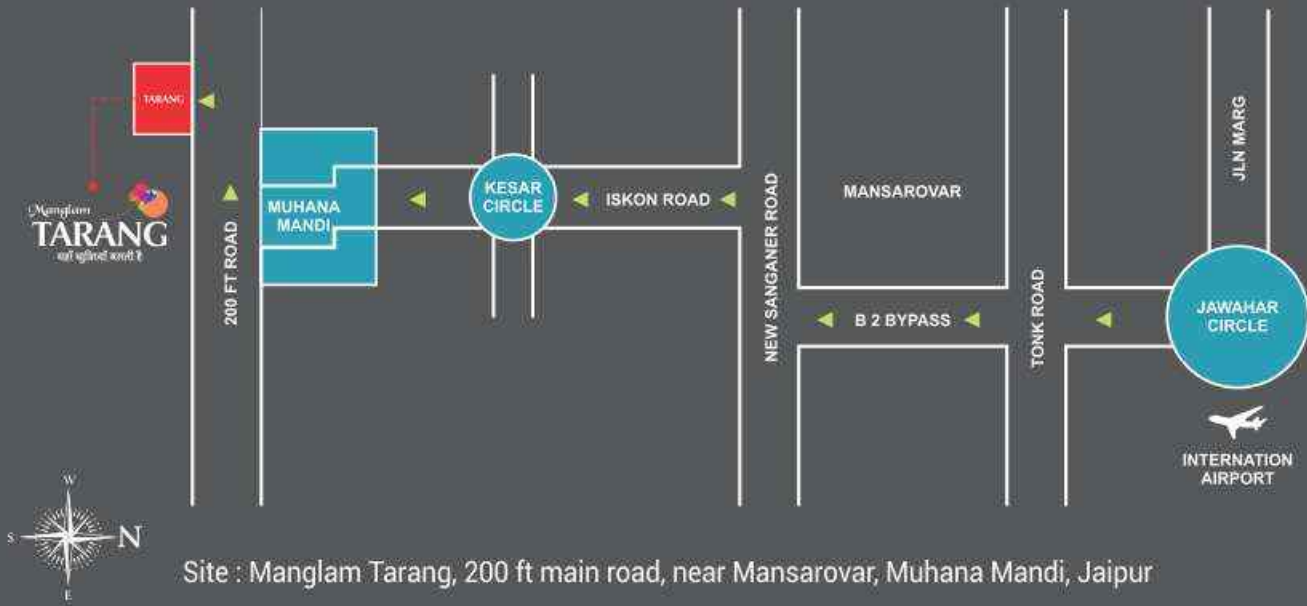 TARANG
Manglam
TARANG
यहाँ खुशियाँ बसती है
200 FT ROAD
MUHANA
MANDI
KESAR
CIRCLE
ISKON ROAD
NEW SANGANER ROAD
MANSAROVAR
B 2 BYPASS
TONK ROAD
JLN MARG
JAWAHAR
CIRCLE
INTERNATION
AIRPORT
W
S
N
E
Site : Manglam Tarang, 200 ft main road, near Mansarovar, Muhana Mandi, Jaipur